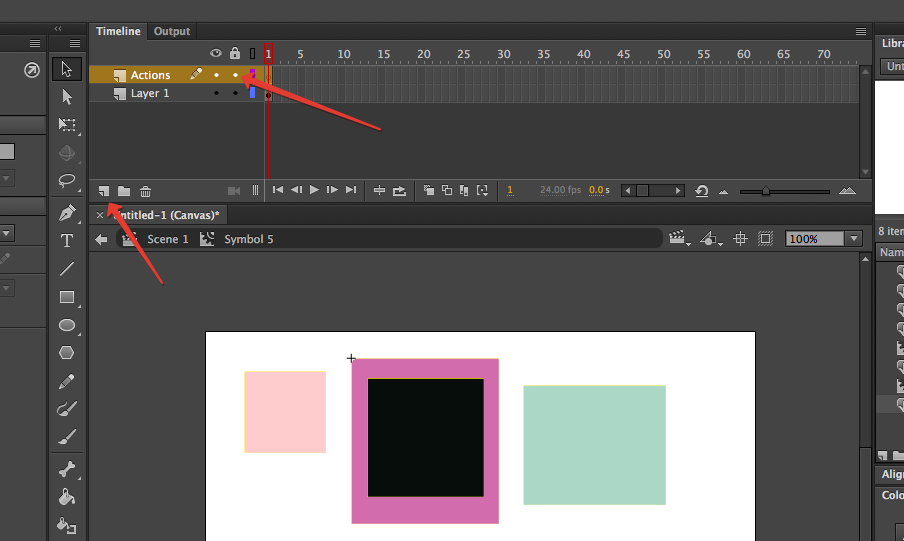 Timeline Output
Libra
1 5 10 15 20 25 30 35 40 45 50 55 60 65 70
Unt
Actions
Layer 1
1 24.00 fps 0.0 s
Untitled-1 (Canvas)*
Scene 1 Symbol 5
100%
8 item
Name
T
Align
Colo